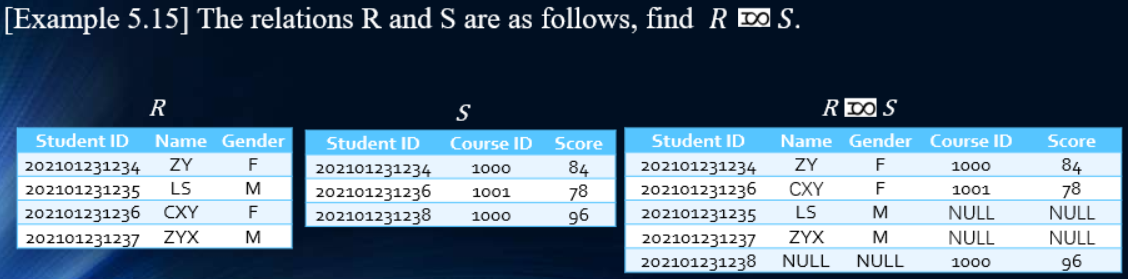 [Example 5.15] The relations R and S are as follows, find R ⟗ S.
R
Student ID Name Gender
202101231234 ZY F
202101231235 LS M
202101231236 CXY F
202101231237 ZYX M
S
Student ID Course ID Score
202101231234 1000 84
202101231236 1001 78
202101231238 1000 96
R ⟗ S
Student ID Name Gender Course ID Score
202101231234 ZY F 1000 84
202101231236 CXY F 1001 78
202101231235 LS M NULL NULL
202101231237 ZYX M NULL NULL
202101231238 NULL NULL 1000 96